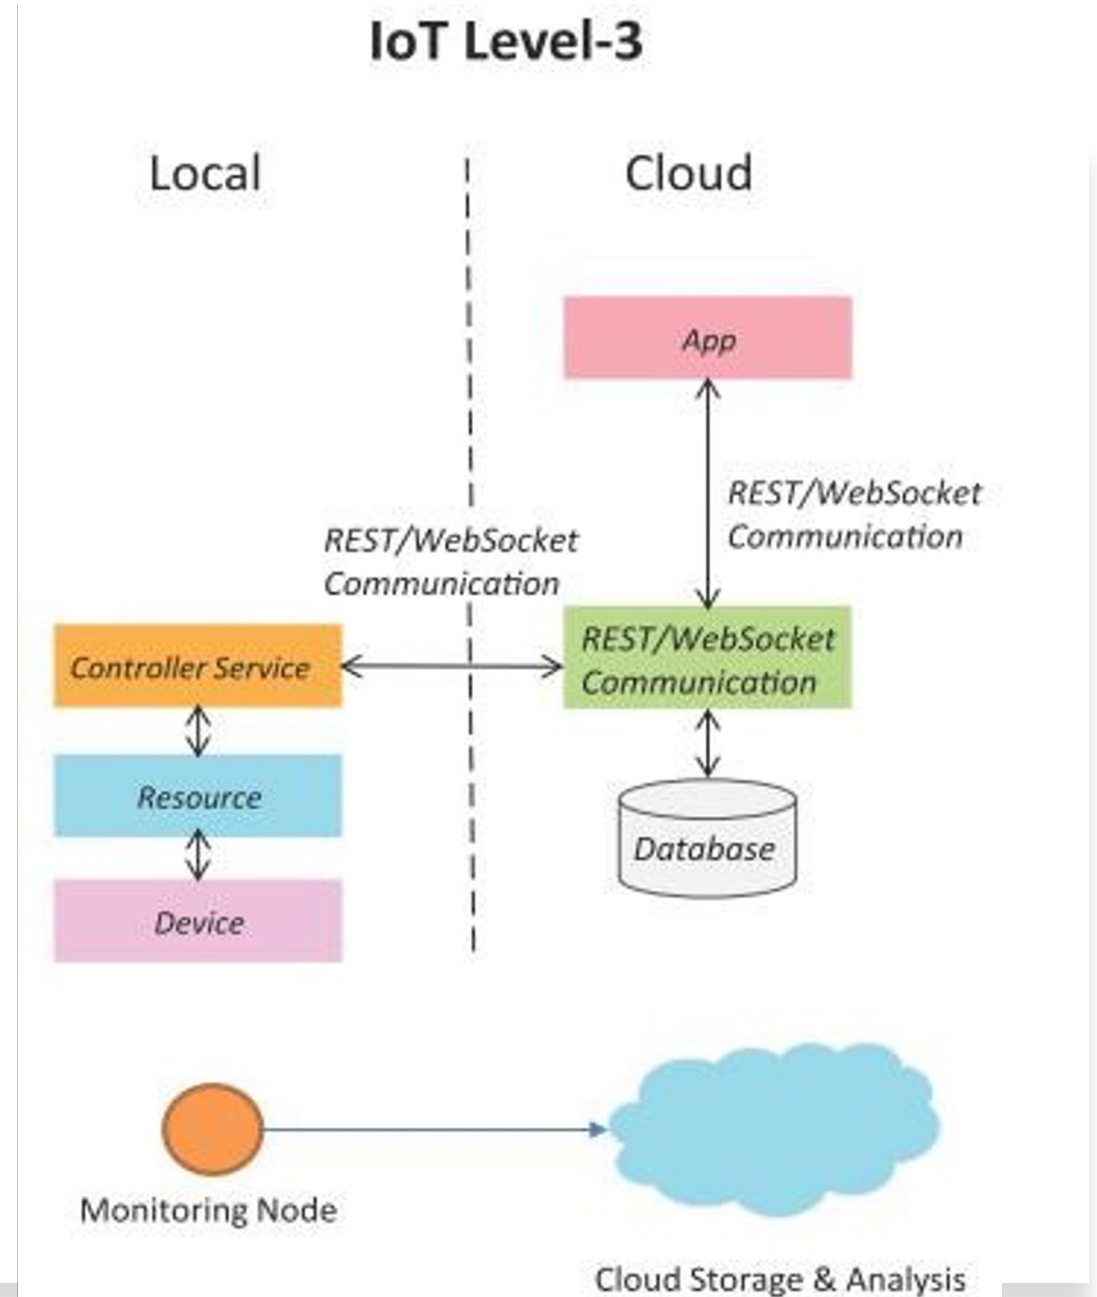 IoT Level-3
Local
Cloud
App
REST/WebSocket
Communication
REST/WebSocket
Communication
Controller Service
REST/WebSocket
Communication
Resource
Database
Device
Monitoring Node
Cloud Storage & Analysis